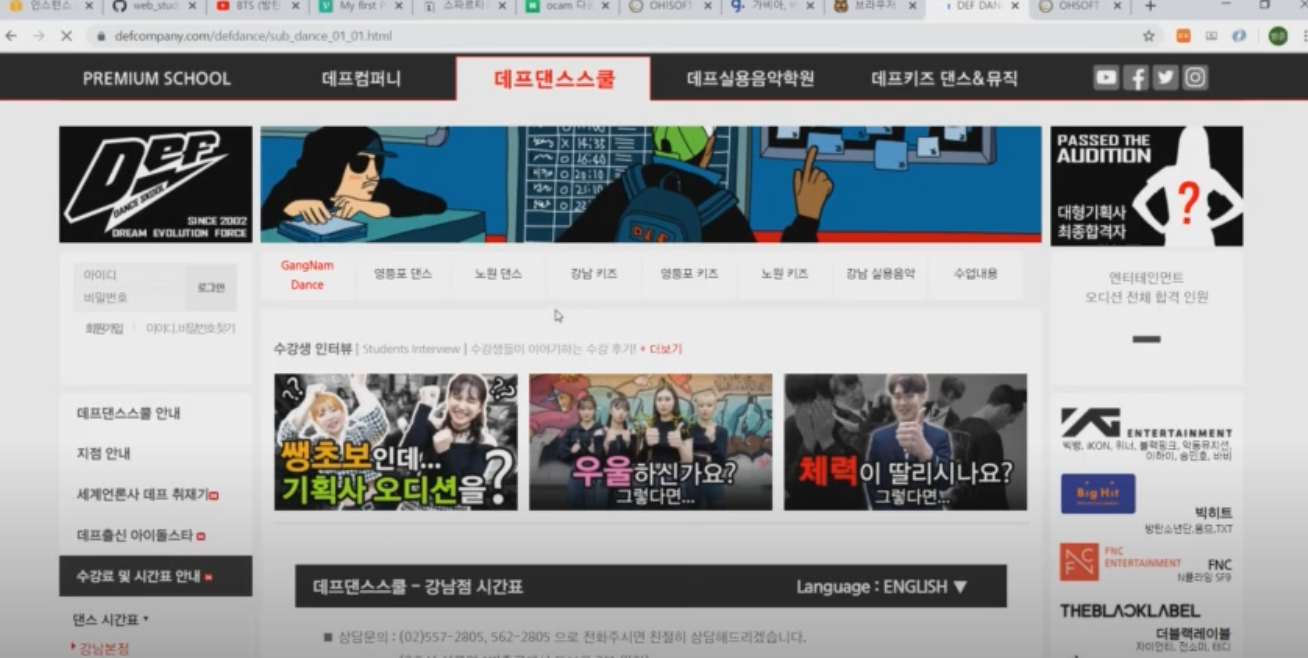 인스턴스
web_stud
BTS (방탄
My first P
스파르타
ocam 다운
OH!SOFT
가비아,
브라우저
DEF DAN
OHSOFT
defcompany.com/defdance/sub_dance_01_01.html
PREMIUM SCHOOL
데프컴퍼니
데프댄스스쿨
데프실용음악학원
데프키즈 댄스&뮤직
DEF
DANCE SKOOL
SINCE 2002
DREAM EVOLUTION FORCE
14:35
16:40
20:10
21:10
PASSED THE
AUDITION
?
대형기획사
최종합격자
아이디
비밀번호
로그인
회원가입
아이디,비밀번호찾기
GangNam
Dance
영등포 댄스
노원 댄스
강남 키즈
영등포 키즈
노원 키즈
강남 실용음악
수업내용
엔터테인먼트
오디션 전체 합격 인원
수강생 인터뷰 [ Students Interview ] 수강생들이 이야기하는 수강 후기! + 더보기
??
쌩초보인데...
기획사 오디션을?
우울하신가요?
그렇다면...
체력이 딸리시나요?
그렇다면...
데프댄스스쿨 안내
지점 안내
세계언론사 데프 취재기
데프출신 아이돌스타
수강료 및 시간표 안내
댄스 시간표
강남본점
데프댄스스쿨 - 강남점 시간표
Language : ENGLISH ▼
■ 상담문의 : (02)557-2805, 562-2805 으로 전화주시면 친절히 상담해드리겠습니다.
YG ENTERTAINMENT
빅뱅, iKON, 위너, 블랙핑크, 악동뮤지션,
이하이, 송민호, 바비
Big Hit
빅히트
방탄소년단,옴므,TXT
FNC
ENTERTAINMENT
FNC
N플라잉 SF9
THEBLACKLABEL
더블랙레이블
자이언티, 전소미, 테디